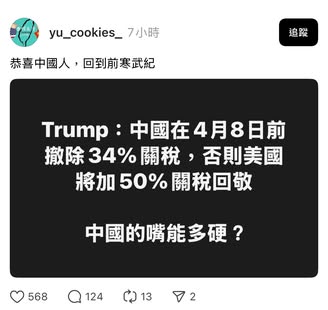 yu_cookies_ 7小時
追蹤
恭喜中國人，回到前寒武紀
Trump：中國在4月8日前
撤除34%關稅，否則美國
將加50%關稅回敬
中國的嘴能多硬？
568 124 13 2